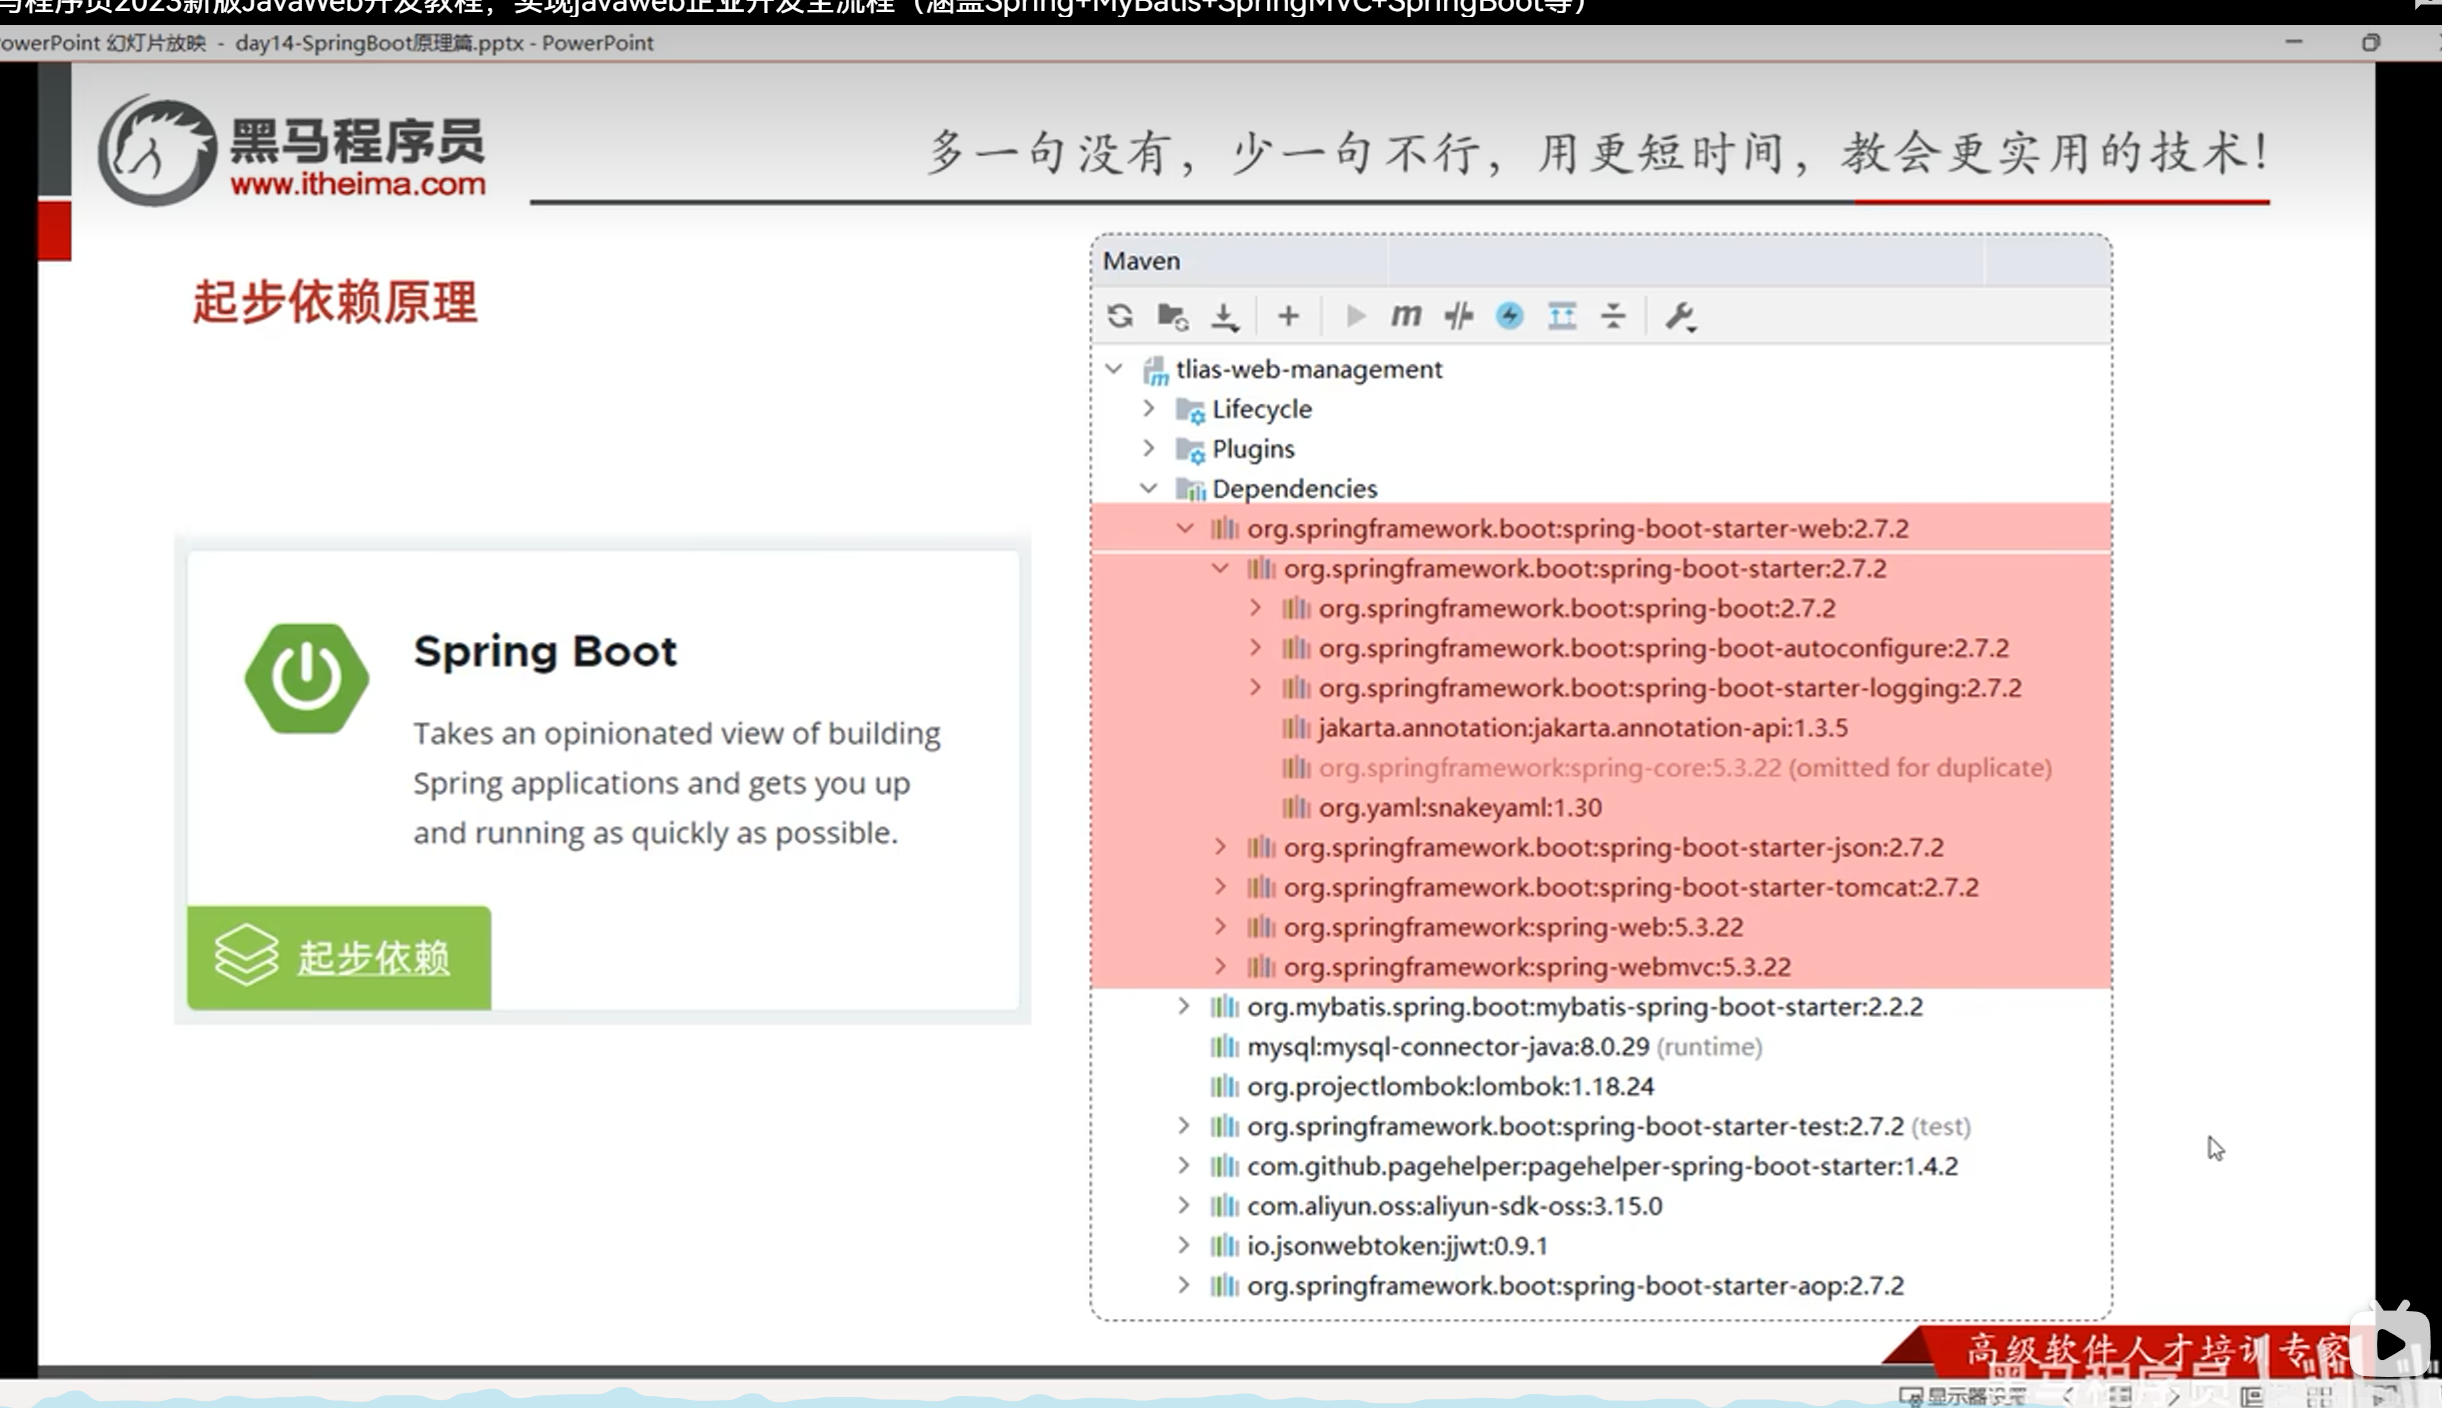 马程序员2023新版JavaWeb开发教程，实现javaweb企业开发全流程（涵盖Spring+MyBatis+SpringMVC+SpringBoot等）
PowerPoint 幻灯片放映 - day14-SpringBoot原理篇.pptx - PowerPoint
黑马程序员
www.itheima.com
多一句没有，少一句不行，用更短时间，教会更实用的技术！
起步依赖原理
Spring Boot
Takes an opinionated view of building
Spring applications and gets you up
and running as quickly as possible.
起步依赖
Maven
tlias-web-management
Lifecycle
Plugins
Dependencies
org.springframework.boot:spring-boot-starter-web:2.7.2
org.springframework.boot:spring-boot-starter:2.7.2
org.springframework.boot:spring-boot:2.7.2
org.springframework.boot:spring-boot-autoconfigure:2.7.2
org.springframework.boot:spring-boot-starter-logging:2.7.2
jakarta.annotation:jakarta.annotation-api:1.3.5
org.springframework:spring-core:5.3.22 (omitted for duplicate)
org.yaml:snakeyaml:1.30
org.springframework.boot:spring-boot-starter-json:2.7.2
org.springframework.boot:spring-boot-starter-tomcat:2.7.2
org.springframework:spring-web:5.3.22
org.springframework:spring-webmvc:5.3.22
org.mybatis.spring.boot:mybatis-spring-boot-starter:2.2.2
mysql:mysql-connector-java:8.0.29 (runtime)
org.projectlombok:lombok:1.18.24
org.springframework.boot:spring-boot-starter-test:2.7.2 (test)
com.github.pagehelper:pagehelper-spring-boot-starter:1.4.2
com.aliyun.oss:aliyun-sdk-oss:3.15.0
io.jsonwebtoken:jjwt:0.9.1
org.springframework.boot:spring-boot-starter-aop:2.7.2
高级软件人才培训专家
黑马程序员
显示器设置